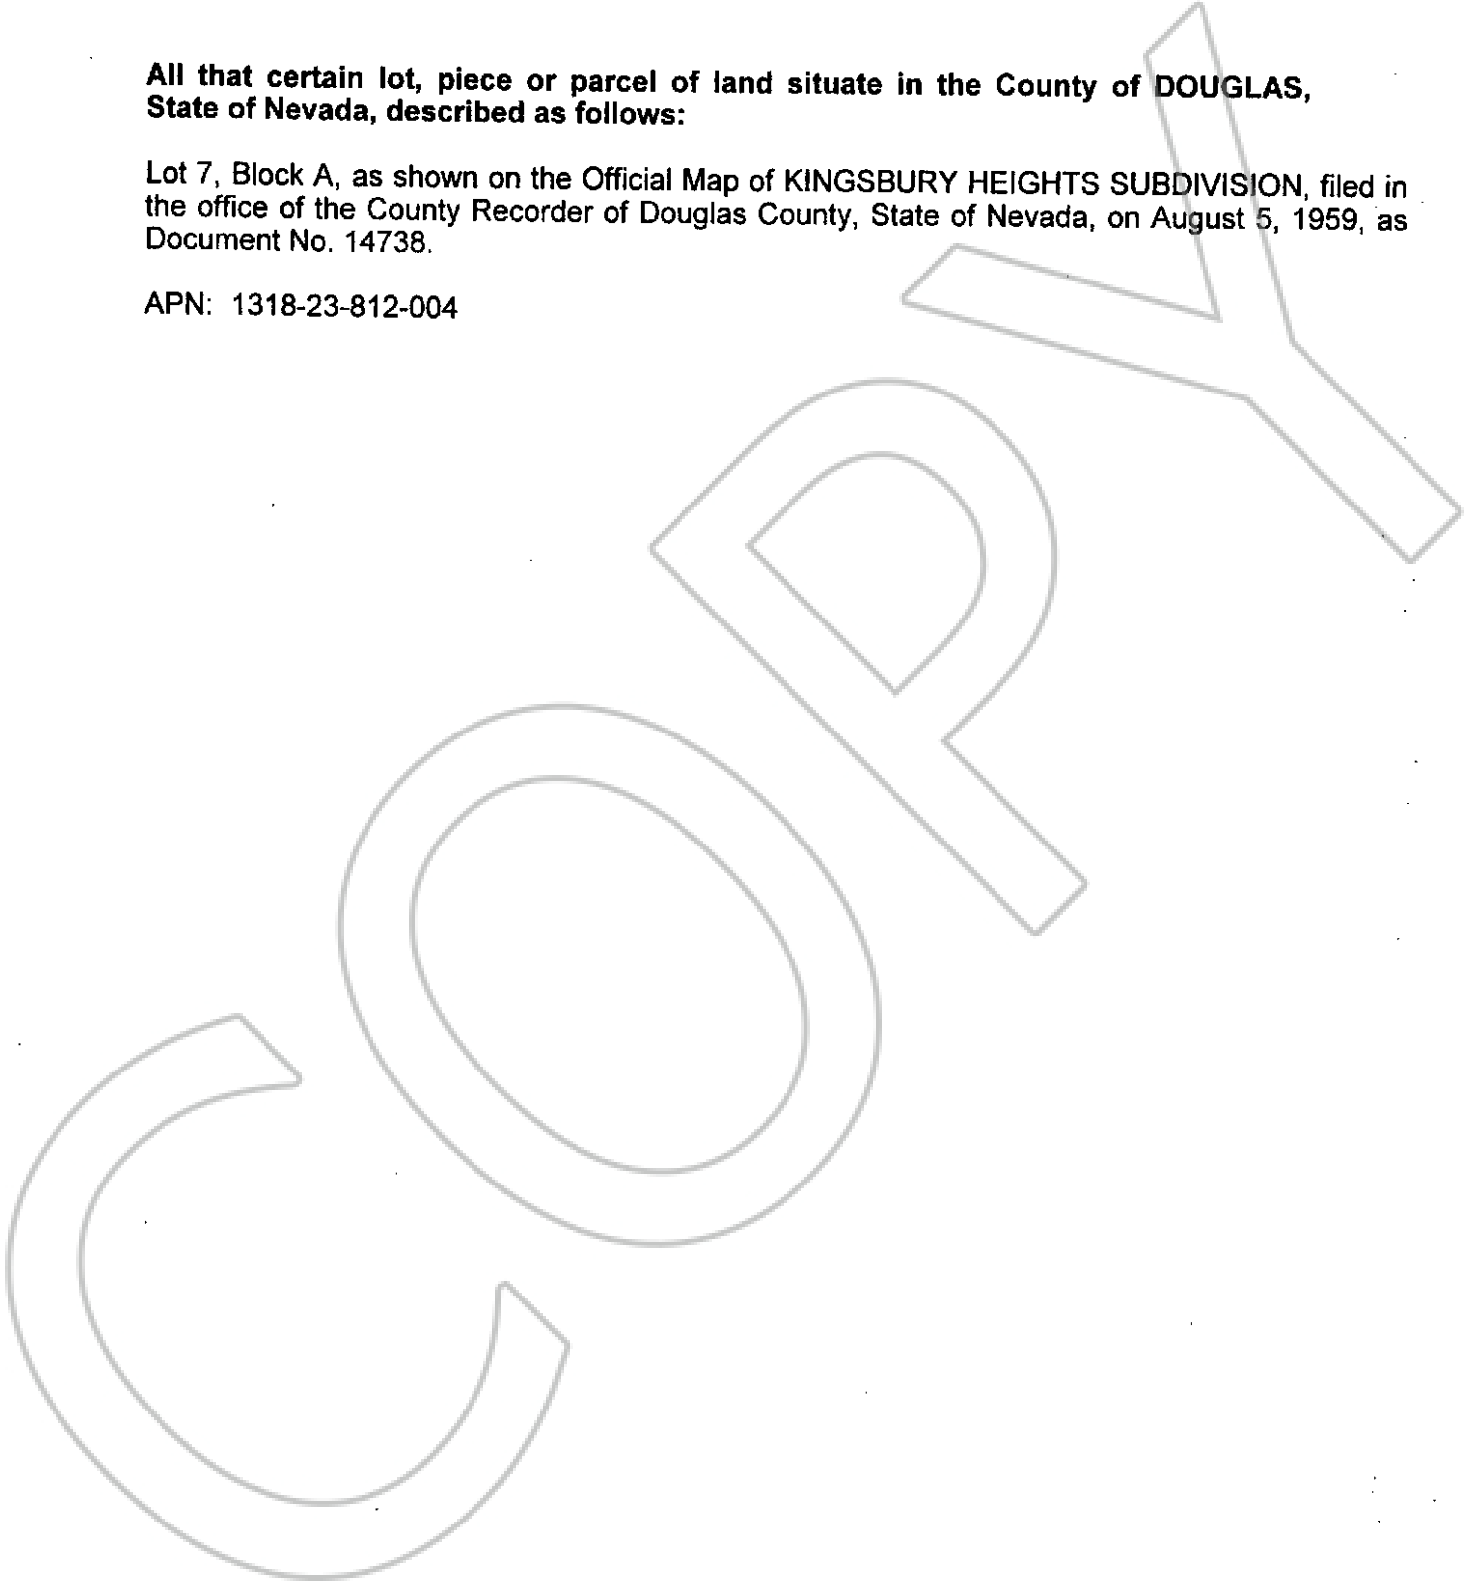 All that certain lot, piece or parcel of land situate in the County of DOUGLAS,
State of Nevada, described as follows:
Lot 7, Block A, as shown on the Official Map of KINGSBURY HEIGHTS SUBDIVISION, filed in
the office of the County Recorder of Douglas County, State of Nevada, on August 5, 1959, as
Document No. 14738.
APN: 1318-23-812-004
COPY